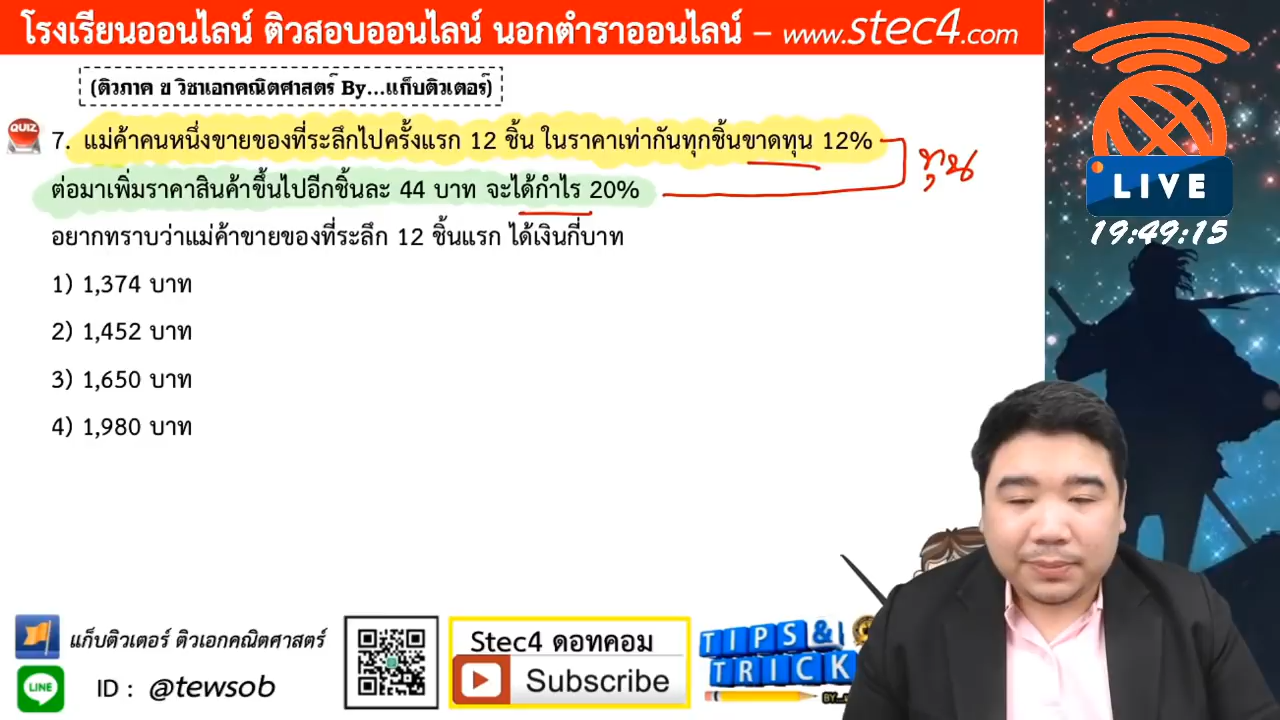 โรงเรียนออนไลน์ ติวสอบออนไลน์ นอกตำราออนไลน์ – www.stec4.com
(ติวภาค ข วิชาเอกคณิตศาสตร์ By...แก็บติวเตอร์)
QUIZ
7. แม่ค้าคนหนึ่งขายของที่ระลึกไปครั้งแรก 12 ชิ้น ในราคาเท่ากันทุกชิ้นขาดทุน 12%
ทุน
ต่อมาเพิ่มราคาสินค้าขึ้นไปอีกชิ้นละ 44 บาท จะได้กำไร 20%
LIVE
19:49:15
อยากทราบว่าแม่ค้าขายของที่ระลึก 12 ชิ้นแรก ได้เงินกี่บาท
1) 1,374 บาท
2) 1,452 บาท
3) 1,650 บาท
4) 1,980 บาท
แก็บติวเตอร์ ติวเอกคณิตศาสตร์
LINE
ID : @tewsob
Stec4 ดอทคอม
Subscribe
TIPS &
TRICK